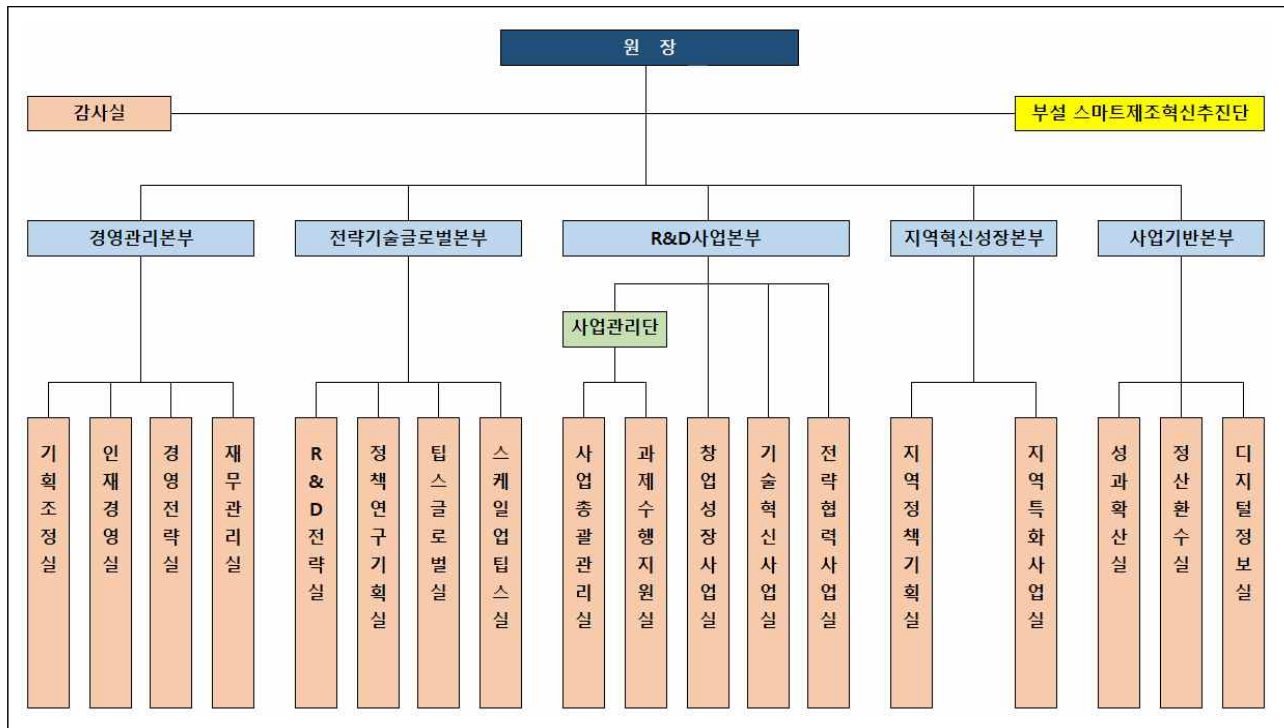 원 장
감사실
부설 스마트제조혁신추진단
경영관리본부
전략기술글로벌본부
R&D사업본부
지역혁신성장본부
사업기반본부
사업관리단
기획조정실
인재경영실
경영전략실
재무관리실
R&D전략실
정책연구기획실
팁스글로벌실
스케일업팁스실
사업총괄관리실
과제수행지원실
창업성장사업실
기술혁신사업실
전략협력사업실
지역정책기획실
지역특화사업실
성과확산실
정산환수실
디지털정보실